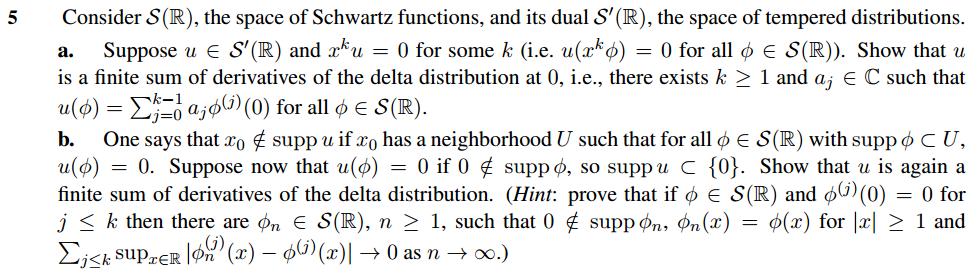 5 Consider 𝒮(ℝ), the space of Schwartz functions, and its dual 𝒮′(ℝ), the space of tempered distributions.
a. Suppose u ∈ 𝒮′(ℝ) and x^k u = 0 for some k (i.e. u(x^k ϕ) = 0 for all ϕ ∈ 𝒮(ℝ)). Show that u
is a finite sum of derivatives of the delta distribution at 0, i.e., there exists k ≥ 1 and a_j ∈ ℂ such that
u(ϕ) = ∑_{j=0}^{k−1} a_j ϕ^{(j)}(0) for all ϕ ∈ 𝒮(ℝ).
b. One says that x_0 ∉ supp u if x_0 has a neighborhood U such that for all ϕ ∈ 𝒮(ℝ) with supp ϕ ⊂ U,
u(ϕ) = 0. Suppose now that u(ϕ) = 0 if 0 ∉ supp ϕ, so supp u ⊂ {0}. Show that u is again a
finite sum of derivatives of the delta distribution. (Hint: prove that if ϕ ∈ 𝒮(ℝ) and ϕ^{(j)}(0) = 0 for
j ≤ k then there are ϕ_n ∈ 𝒮(ℝ), n ≥ 1, such that 0 ∉ supp ϕ_n, ϕ_n(x) = ϕ(x) for |x| ≥ 1 and
∑_{j≤k} sup_{x∈ℝ} |ϕ_n^{(j)}(x) − ϕ^{(j)}(x)| → 0 as n → ∞.)